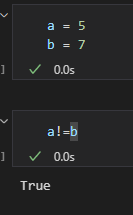 a = 5
b = 7
] 0.0s
a!=b
] 0.0s
True